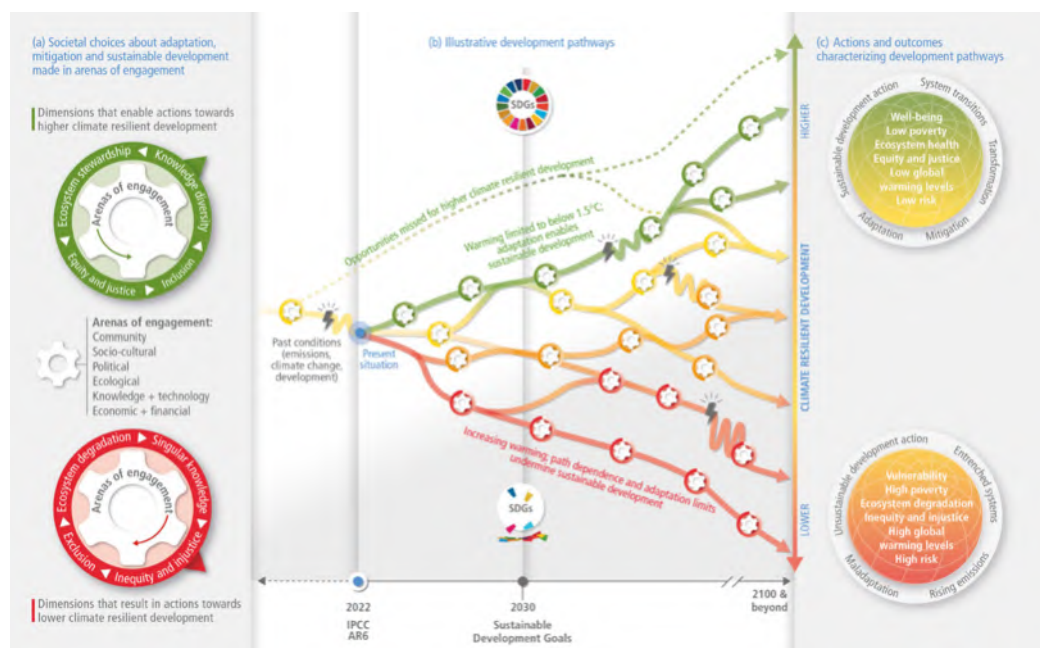 (a) Societal choices about adaptation,
mitigation and sustainable development
made in arenas of engagement
Dimensions that enable actions towards
higher climate resilient development
Ecosystem stewardship
Knowledge diversity
Equity and justice
Inclusion
Arenas of engagement
Arenas of engagement:
Community
Socio-cultural
Political
Ecological
Knowledge + technology
Economic + financial
Ecosystem degradation
Singular knowledge
Exclusion
Inequity and injustice
Arenas of engagement
Dimensions that result in actions towards
lower climate resilient development
(b) Illustrative development pathways
SDGs
Opportunities missed for higher climate resilient development
Warming limited to below 1.5°C;
adaptation enables
sustainable development
Past conditions
(emissions,
climate change,
development)
Present
situation
Increasing warming; path dependence and adaptation limits
undermine sustainable development
SDGs
2022
IPCC
AR6
2030
Sustainable
Development Goals
2100 &
beyond
HIGHER
CLIMATE RESILIENT DEVELOPMENT
LOWER
(c) Actions and outcomes
characterizing development pathways
Sustainable development action
System transitions
Transformation
Mitigation
Adaptation
Well-being
Low poverty
Ecosystem health
Equity and justice
Low global
warming levels
Low risk
Unsustainable development action
Entrenched systems
Rising emissions
Maladaptation
Vulnerability
High poverty
Ecosystem degradation
Inequity and injustice
High global
warming levels
High risk